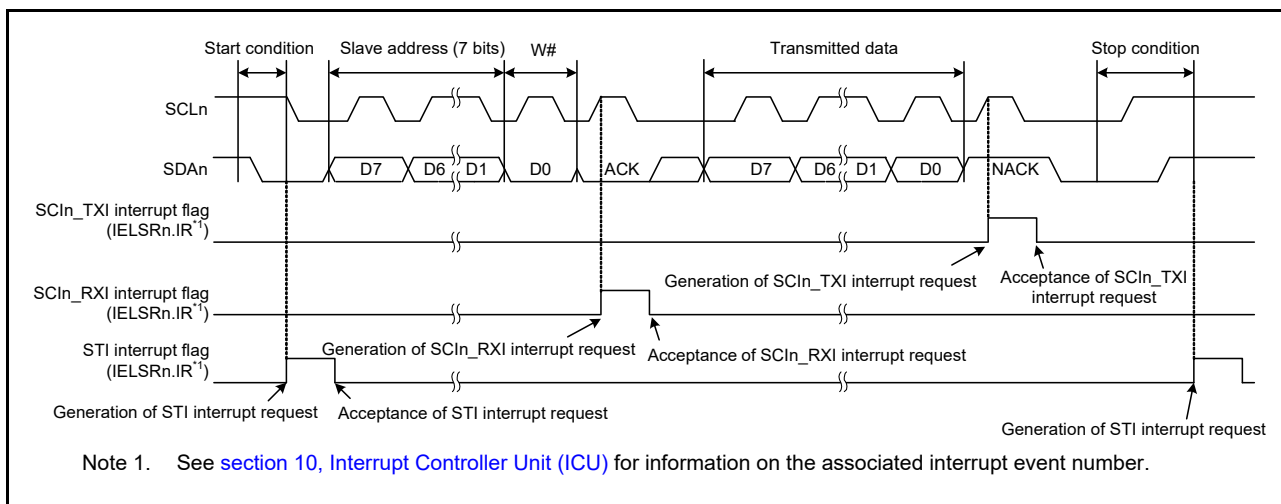 Start condition
Slave address (7 bits)
W#
Transmitted data
Stop condition
SCLn
SDAn
D7
D6
D1
D0
ACK
D7
D6
D1
D0
NACK
SCIn_TXI interrupt flag
(IELSRn.IR*1)
Generation of SCIn_TXI interrupt request
Acceptance of SCIn_TXI
interrupt request
SCIn_RXI interrupt flag
(IELSRn.IR*1)
Generation of SCIn_RXI interrupt request
Acceptance of SCIn_RXI interrupt request
STI interrupt flag
(IELSRn.IR*1)
Generation of STI interrupt request
Acceptance of STI interrupt request
Generation of STI interrupt request
Note 1. See section 10, Interrupt Controller Unit (ICU) for information on the associated interrupt event number.